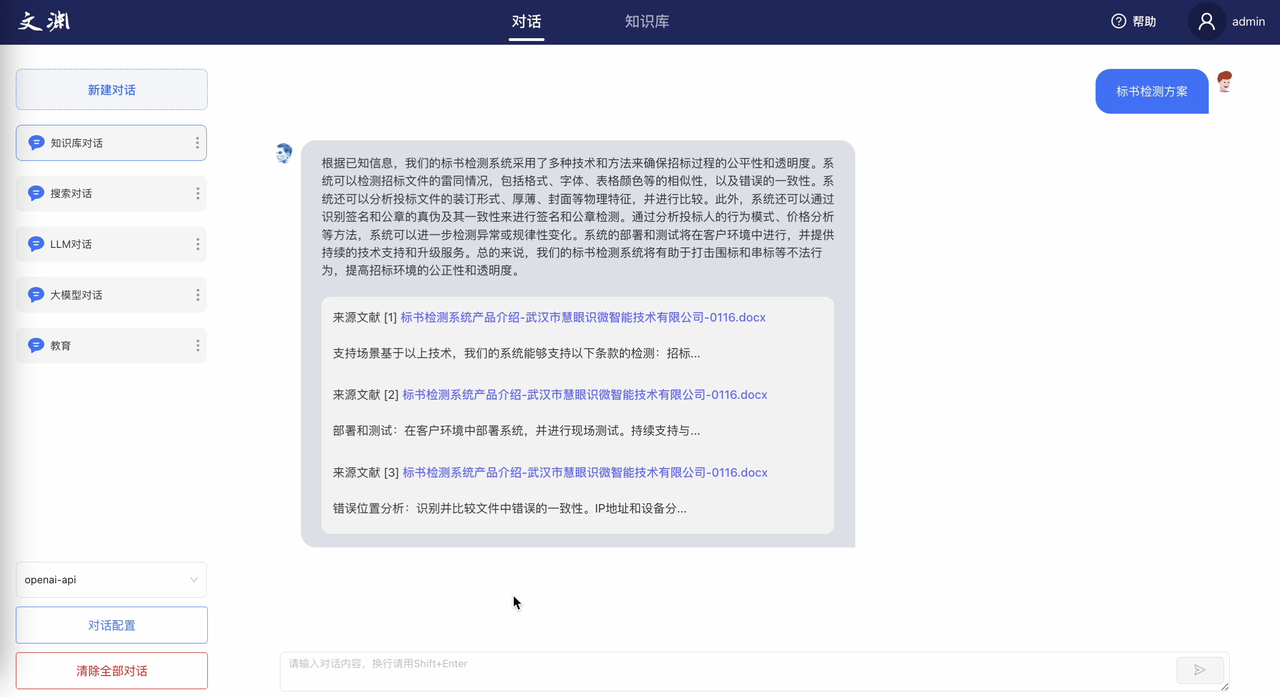 文渊
对话
知识库
帮助
admin
新建对话
知识库对话
搜索对话
LLM对话
大模型对话
教育
openai-api
对话配置
清除全部对话
标书检测方案
根据已知信息，我们的标书检测系统采用了多种技术和方法来确保招标过程的公平性和透明度。系
统可以检测招标文件的雷同情况，包括格式、字体、表格颜色等的相似性，以及错误的一致性。系
统还可以分析投标文件的装订形式、厚薄、封面等物理特征，并进行比较。此外，系统还可以通过
识别签名和公章的真伪及其一致性来进行签名和公章检测。通过分析投标人的行为模式、价格分析
等方法，系统可以进一步检测异常或规律性变化。系统的部署和测试将在客户环境中进行，并提供
持续的技术支持和升级服务。总的来说，我们的标书检测系统将有助于打击围标和串标等不法行
为，提高招标环境的公正性和透明度。
来源文献 [1] 标书检测系统产品介绍-武汉市慧眼识微智能技术有限公司-0116.docx
支持场景基于以上技术，我们的系统能够支持以下条款的检测：招标...
来源文献 [2] 标书检测系统产品介绍-武汉市慧眼识微智能技术有限公司-0116.docx
部署和测试：在客户环境中部署系统，并进行现场测试。持续支持与...
来源文献 [3] 标书检测系统产品介绍-武汉市慧眼识微智能技术有限公司-0116.docx
错误位置分析：识别并比较文件中错误的一致性。IP地址和设备分...
请输入对话内容，换行请用Shift+Enter